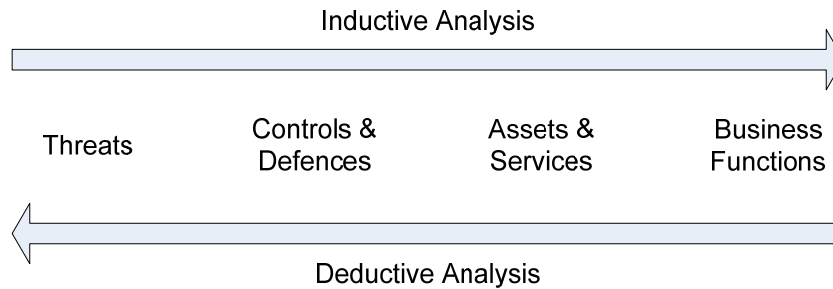 Inductive Analysis
Threats
Controls &
Defences
Assets &
Services
Business
Functions
Deductive Analysis